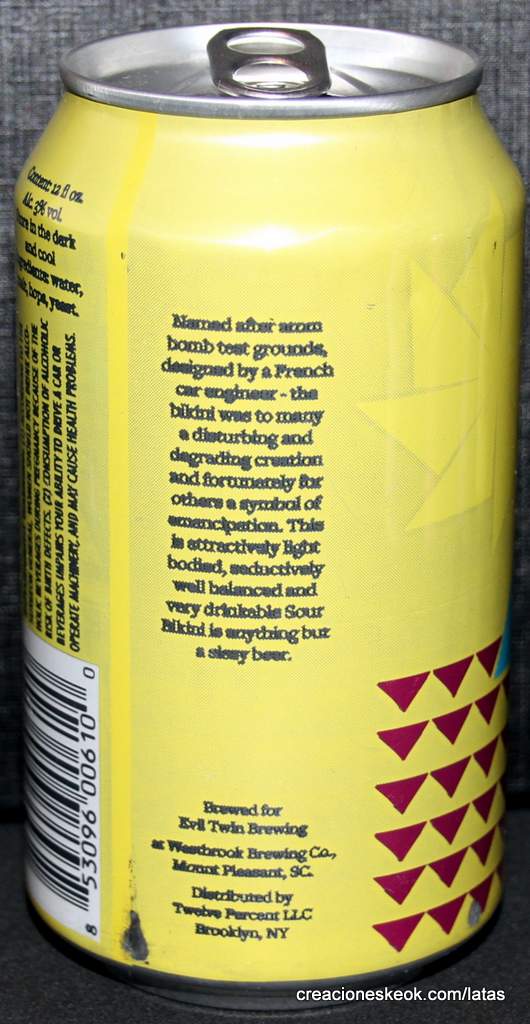 Content: 12 fl oz.
Alc. 3% vol.
in the dark
and cool
water,
hops, yeast.
HOLIC BEVERAGES DURING PREGNANCY BECAUSE OF THE
RISK OF BIRTH DEFECTS. (2) CONSUMPTION OF ALCOHOLIC
BEVERAGES IMPAIRS YOUR ABILITY TO DRIVE A CAR OR
OPERATE MACHINERY, AND MAY CAUSE HEALTH PROBLEMS.
8 53096 00610 0
Named after atom
bomb test grounds,
designed by a French
car engineer - the
bikini was to many
a disturbing and
degrading creation
and fortunately for
others a symbol of
emancipation. This
is attractively light
bodied, seductively
well balanced and
very drinkable Sour
Bikini is anything but
a sissy beer.
Brewed for
Evil Twin Brewing
at Westbrook Brewing Co.,
Mount Pleasant, SC.
Distributed by
Twelve Percent LLC
Brooklyn, NY
creacioneskeok.com/latas